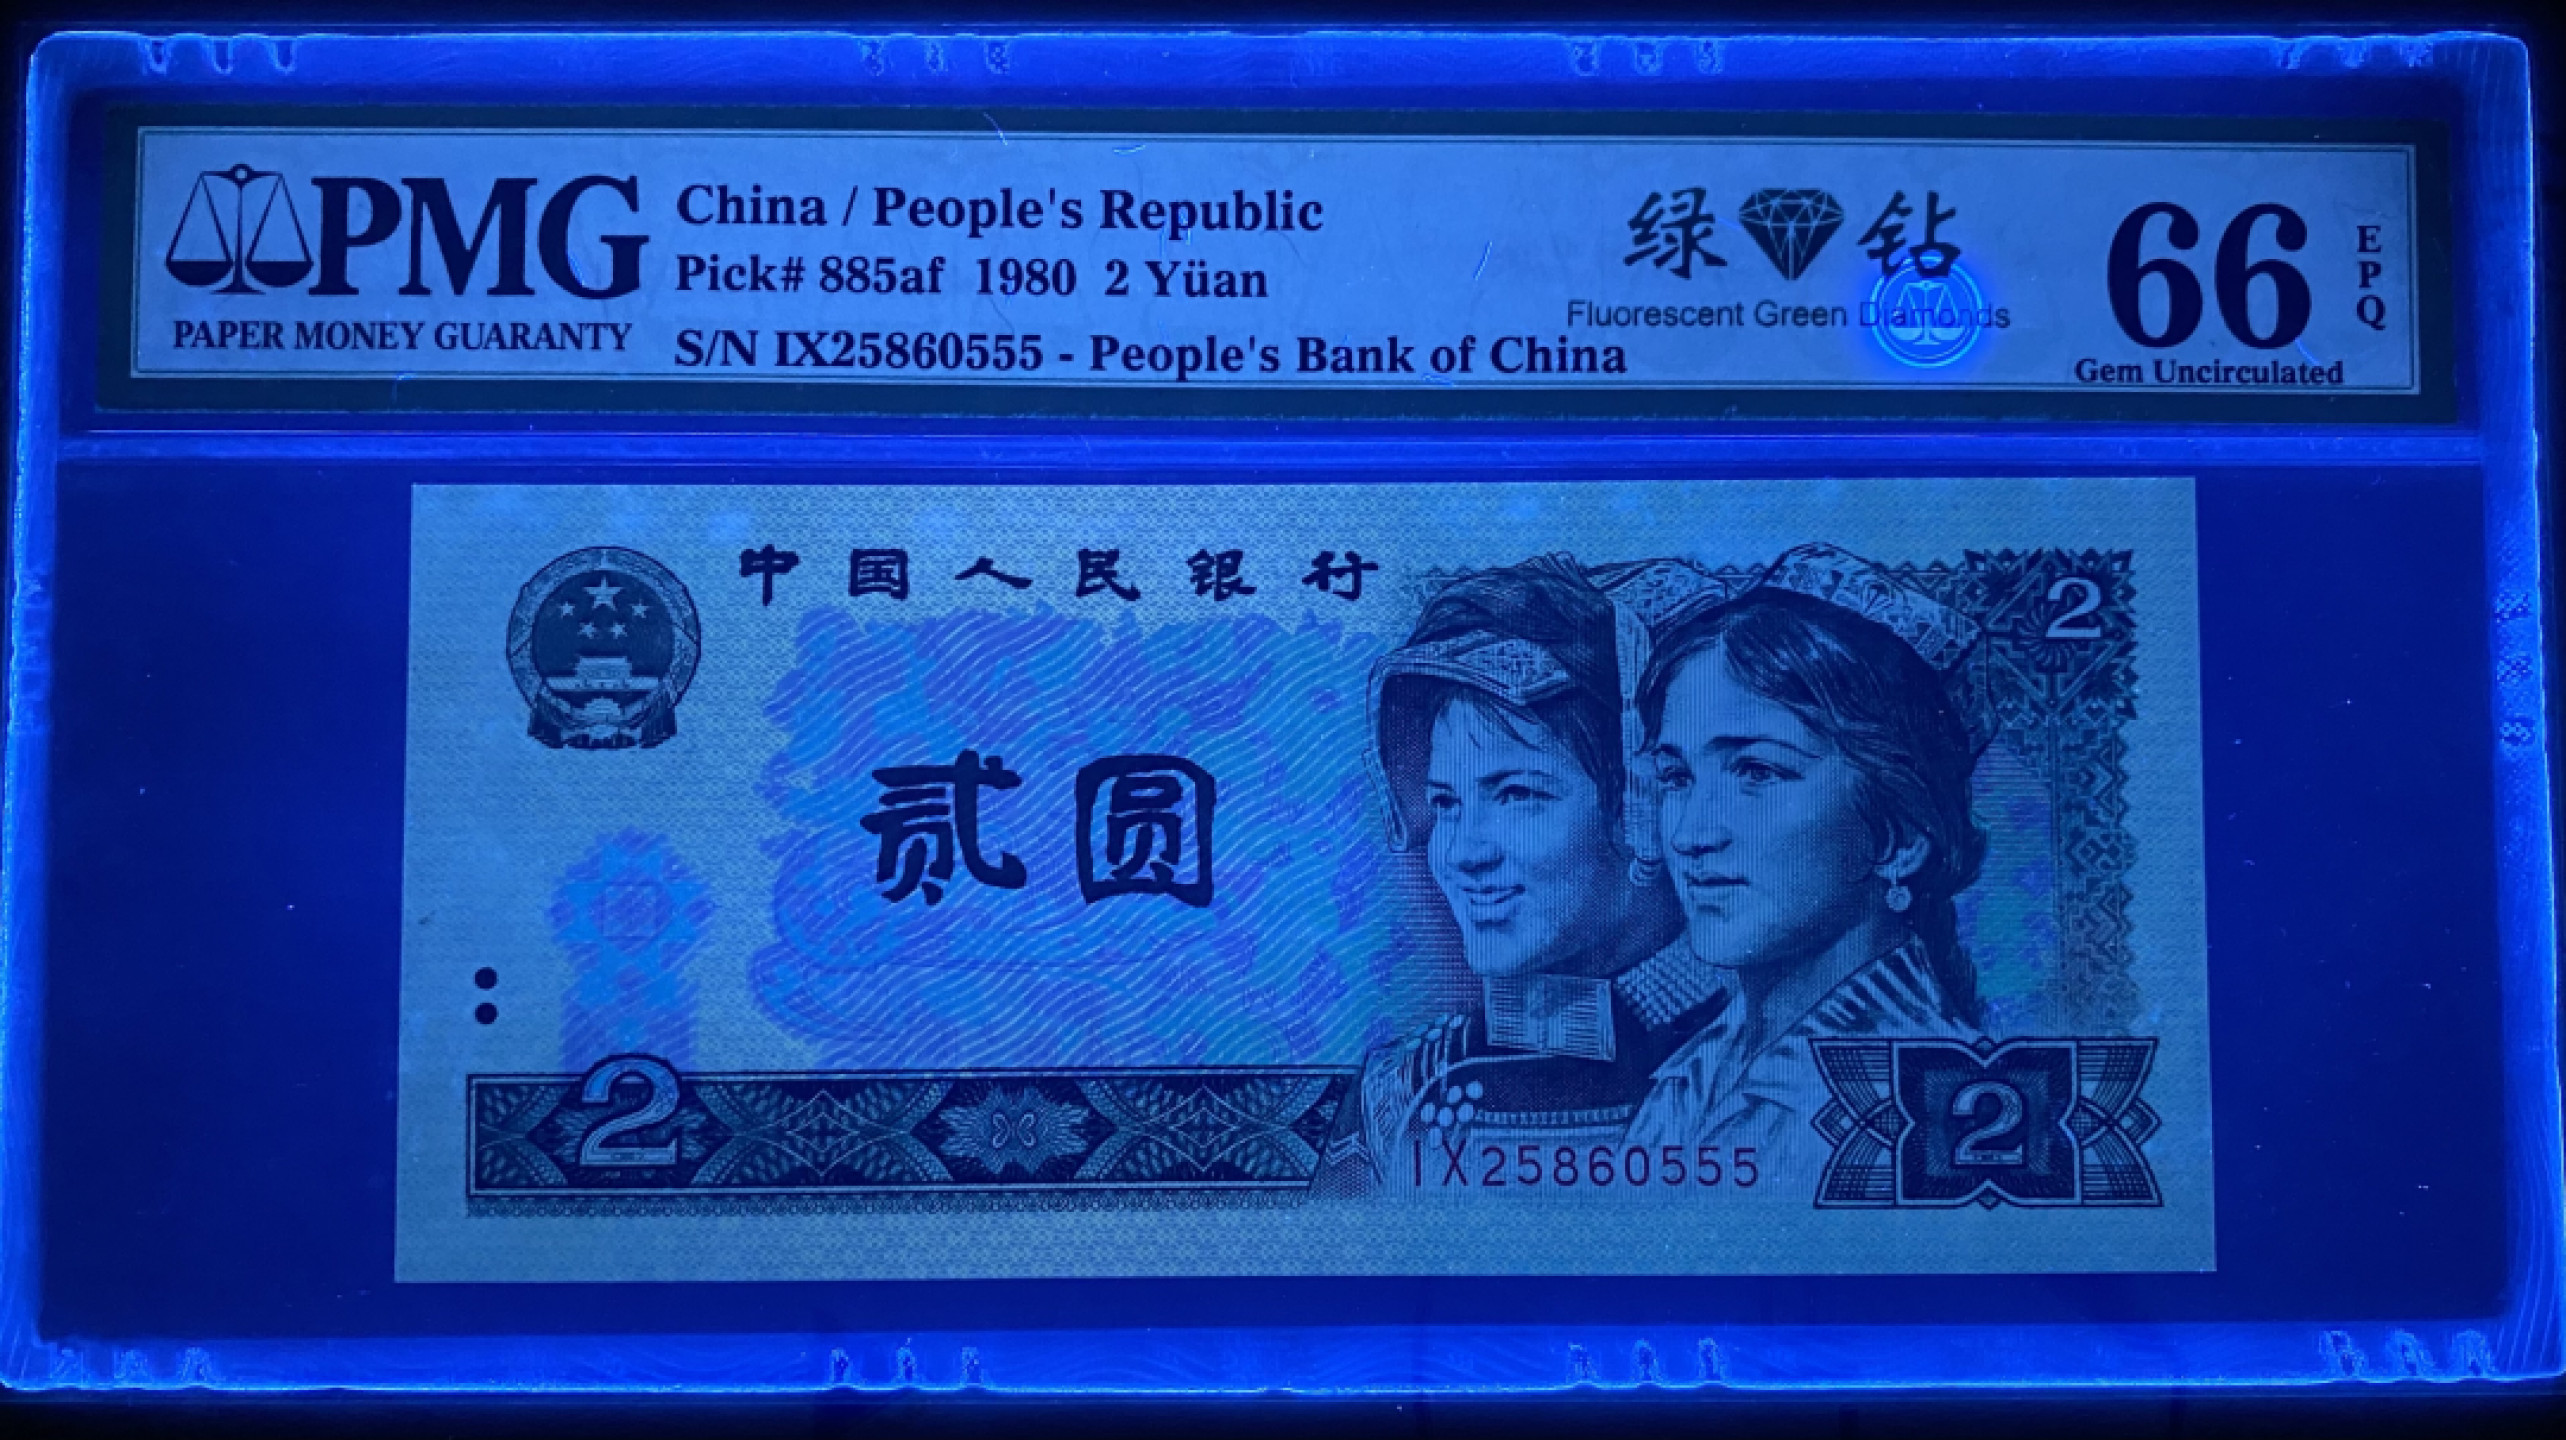 PMG
PAPER MONEY GUARANTY
China / People's Republic
Pick# 885af 1980 2 Yüan
S/N IX25860555 - People's Bank of China
绿 钻
Fluorescent Green Diamonds
66
EPQ
Gem Uncirculated
中国人民银行
2
贰圆
2
2
IX25860555